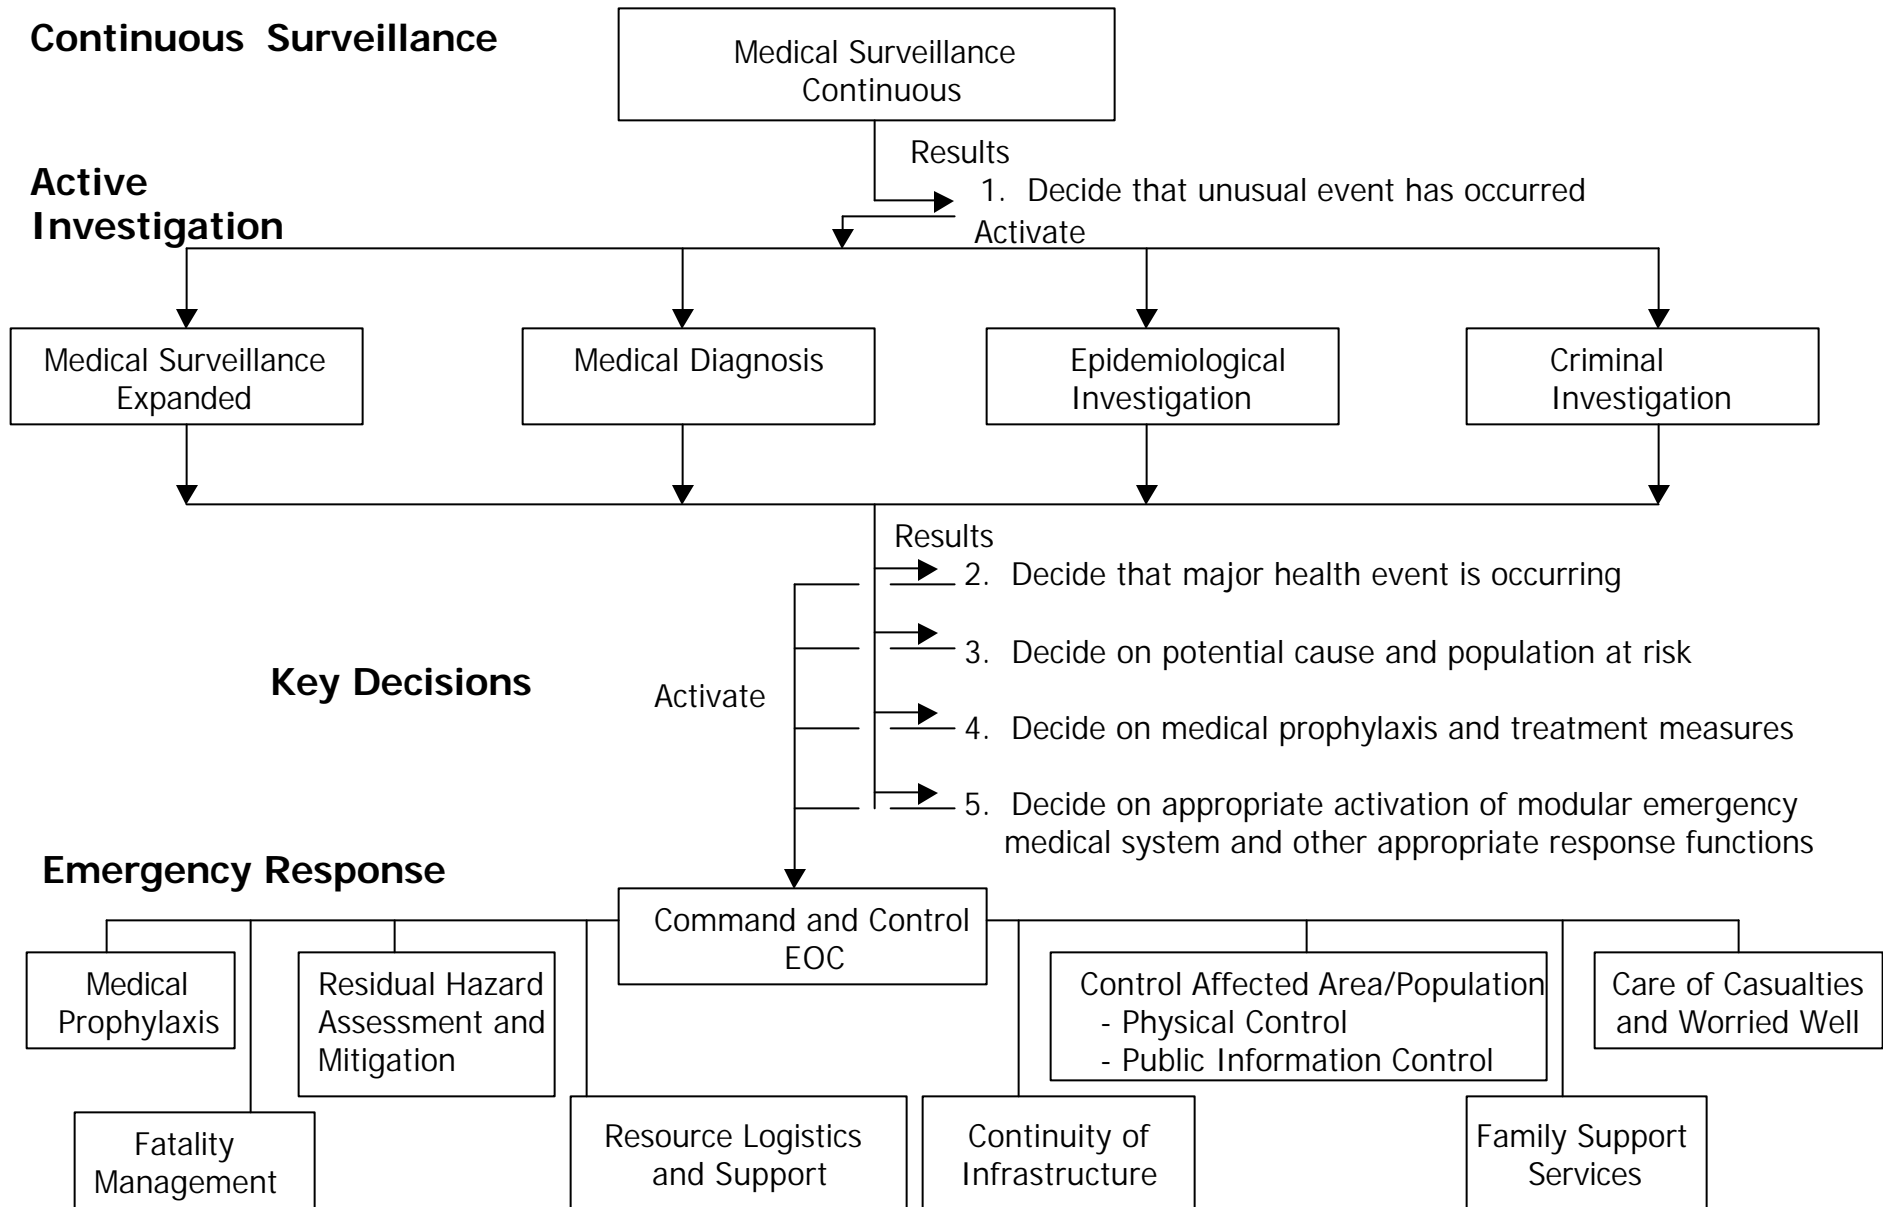 Continuous Surveillance
Medical Surveillance
Continuous
Results
1. Decide that unusual event has occurred
Activate
Active
Investigation
Medical Surveillance
Expanded
Medical Diagnosis
Epidemiological
Investigation
Criminal
Investigation
Results
2. Decide that major health event is occurring
3. Decide on potential cause and population at risk
Key Decisions
Activate
4. Decide on medical prophylaxis and treatment measures
5. Decide on appropriate activation of modular emergency
medical system and other appropriate response functions
Emergency Response
Command and Control
EOC
Medical
Prophylaxis
Residual Hazard
Assessment and
Mitigation
Control Affected Area/Population
- Physical Control
- Public Information Control
Care of Casualties
and Worried Well
Fatality
Management
Resource Logistics
and Support
Continuity of
Infrastructure
Family Support
Services